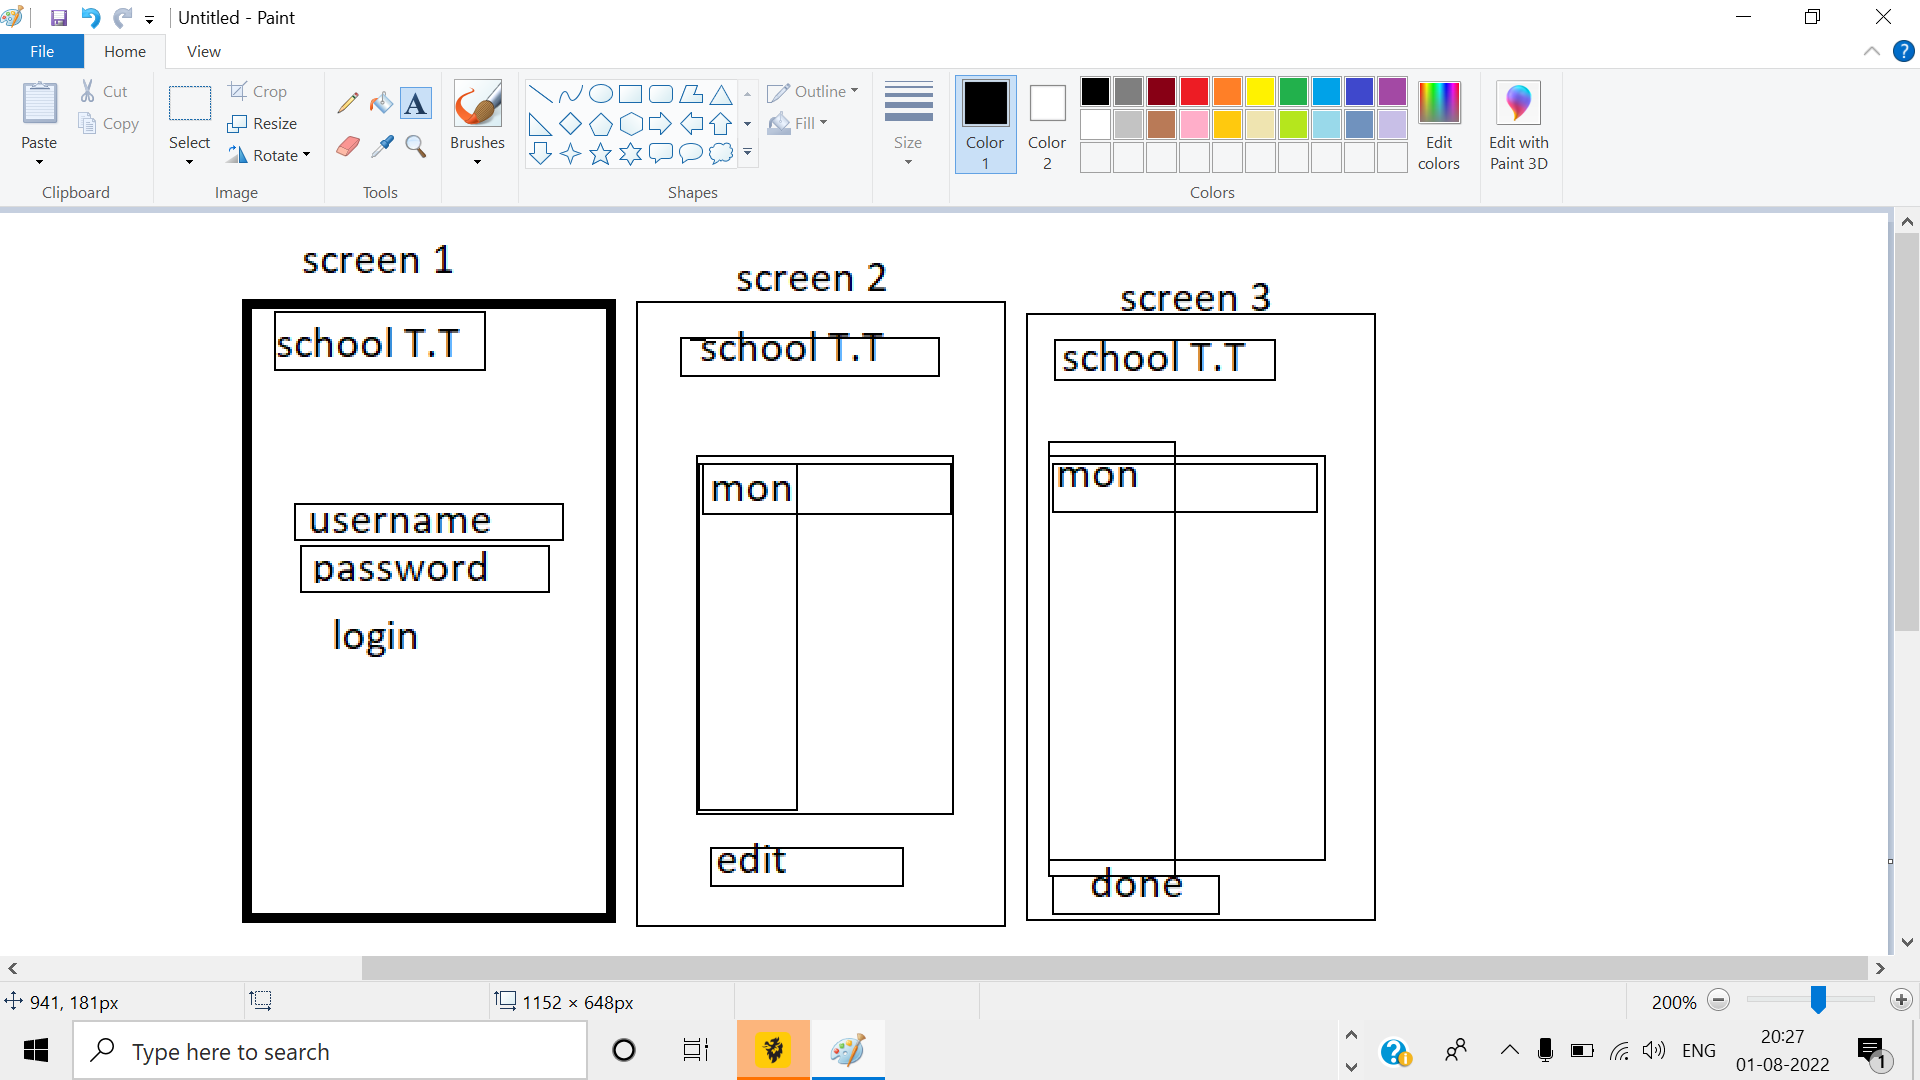 Untitled - Paint
File
Home
View
Paste
Cut
Copy
Clipboard
Select
Crop
Resize
Rotate
Image
A
Tools
Brushes
Outline
Fill
Shapes
Size
Color 1
Color 2
Edit colors
Colors
Edit with Paint 3D
screen 1
school T.T
username
password
login
screen 2
school T.T
mon
edit
screen 3
school T.T
mon
done
941, 181px
1152 × 648px
200%
Type here to search
ENG
20:27
01-08-2022
1